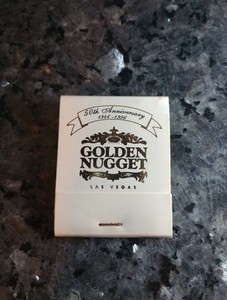 50th Anniversary
1946-1996
GOLDEN
NUGGET
LAS VEGAS